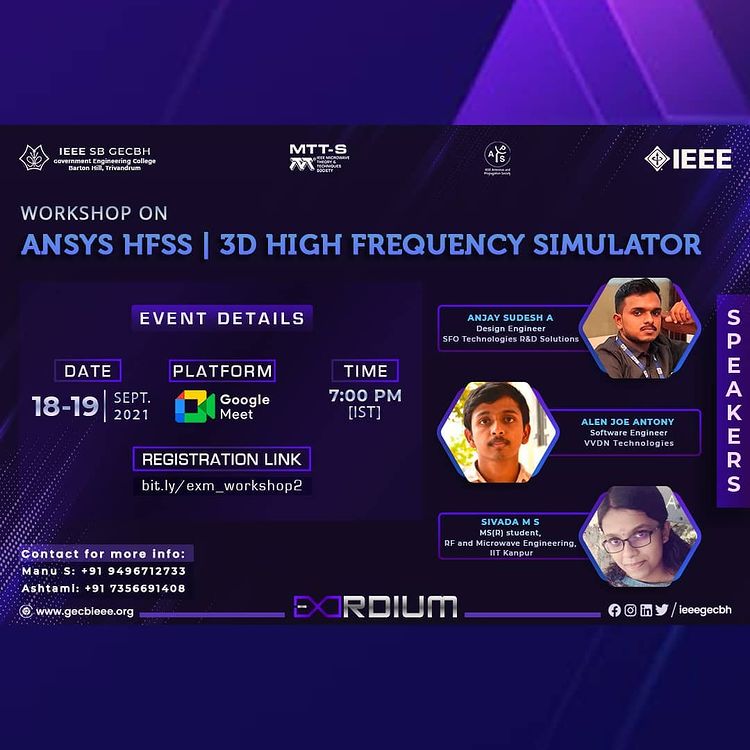 IEEE SB GECBH
Government Engineering College
Barton Hill, Trivandrum
MTT-S
IEEE MICROWAVE
THEORY &
TECHNIQUES
SOCIETY
APS
IEEE Antennas and
Propagation Society
IEEE
WORKSHOP ON
ANSYS HFSS | 3D HIGH FREQUENCY SIMULATOR
EVENT DETAILS
DATE
18-19
SEPT.
2021
PLATFORM
Google
Meet
TIME
7:00 PM
[IST]
REGISTRATION LINK
bit.ly/exm_workshop2
SPEAKERS
ANJAY SUDESH A
Design Engineer
SFO Technologies R&D Solutions
ALEN JOE ANTONY
Software Engineer
VVDN Technologies
SIVADA M S
MS(R) student,
RF and Microwave Engineering,
IIT Kanpur
Contact for more info:
Manu S: +91 9496712733
Ashtami: +91 7356691408
www.gecbieee.org
EXORDIUM
/ieeegecbh